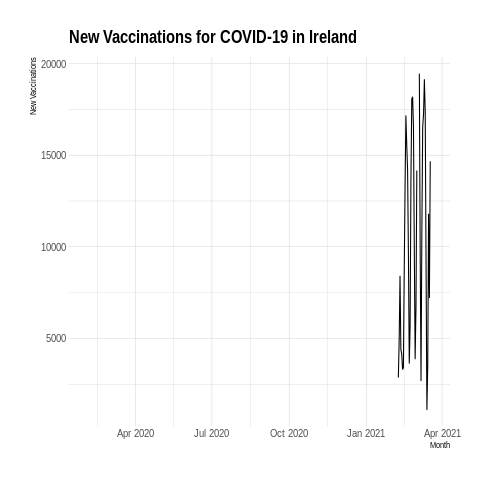 New Vaccinations for COVID-19 in Ireland
New Vaccinations
20000
15000
10000
5000
Apr 2020 Jul 2020 Oct 2020 Jan 2021 Apr 2021
Month